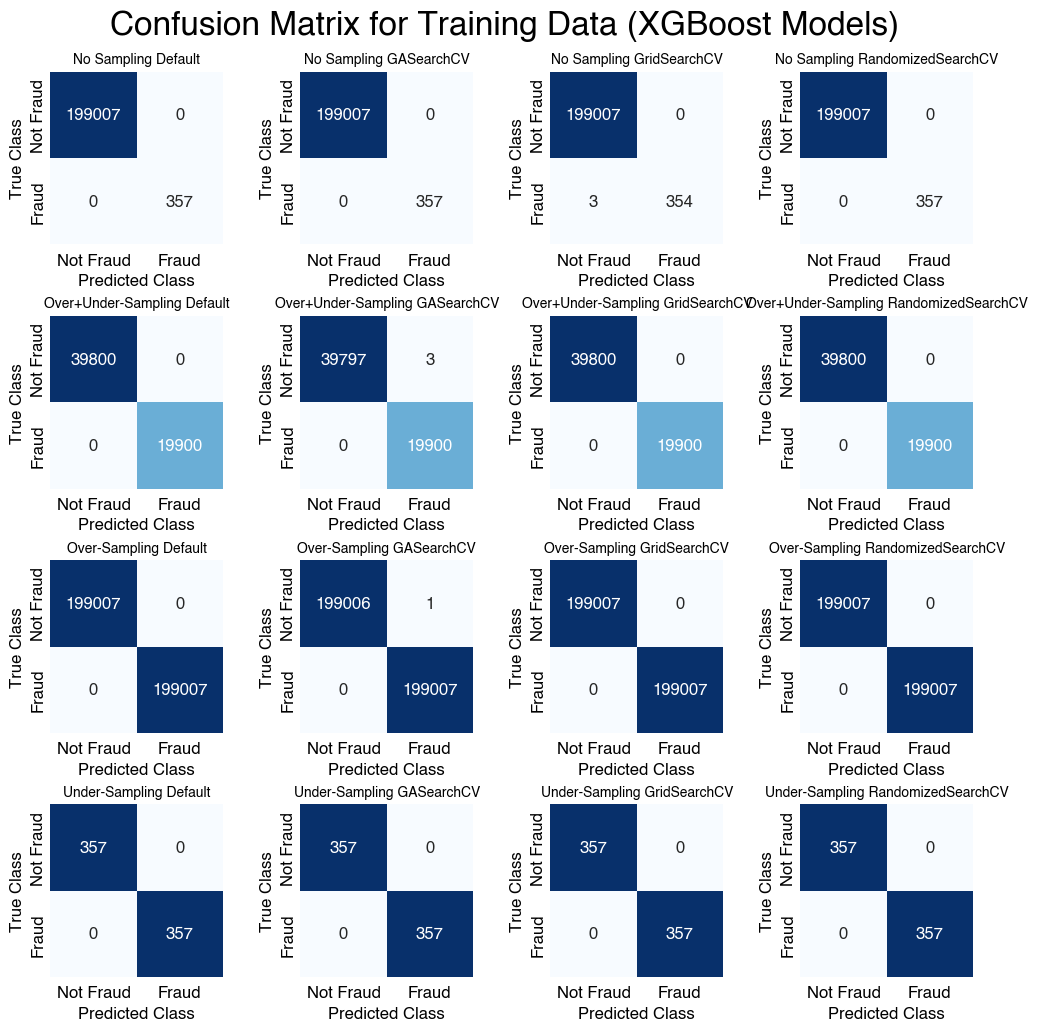 Confusion Matrix for Training Data (XGBoost Models)
No Sampling Default
True Class
Not Fraud
Fraud
199007 0
0 357
Not Fraud Fraud
Predicted Class
No Sampling GASearchCV
True Class
Not Fraud
Fraud
199007 0
0 357
Not Fraud Fraud
Predicted Class
No Sampling GridSearchCV
True Class
Not Fraud
Fraud
199007 0
3 354
Not Fraud Fraud
Predicted Class
No Sampling RandomizedSearchCV
True Class
Not Fraud
Fraud
199007 0
0 357
Not Fraud Fraud
Predicted Class
Over+Under-Sampling Default
True Class
Not Fraud
Fraud
39800 0
0 19900
Not Fraud Fraud
Predicted Class
Over+Under-Sampling GASearchCV
True Class
Not Fraud
Fraud
39797 3
0 19900
Not Fraud Fraud
Predicted Class
Over+Under-Sampling GridSearchCV
True Class
Not Fraud
Fraud
39800 0
0 19900
Not Fraud Fraud
Predicted Class
Over+Under-Sampling RandomizedSearchCV
True Class
Not Fraud
Fraud
39800 0
0 19900
Not Fraud Fraud
Predicted Class
Over-Sampling Default
True Class
Not Fraud
Fraud
199007 0
0 199007
Not Fraud Fraud
Predicted Class
Over-Sampling GASearchCV
True Class
Not Fraud
Fraud
199006 1
0 199007
Not Fraud Fraud
Predicted Class
Over-Sampling GridSearchCV
True Class
Not Fraud
Fraud
199007 0
0 199007
Not Fraud Fraud
Predicted Class
Over-Sampling RandomizedSearchCV
True Class
Not Fraud
Fraud
199007 0
0 199007
Not Fraud Fraud
Predicted Class
Under-Sampling Default
True Class
Not Fraud
Fraud
357 0
0 357
Not Fraud Fraud
Predicted Class
Under-Sampling GASearchCV
True Class
Not Fraud
Fraud
357 0
0 357
Not Fraud Fraud
Predicted Class
Under-Sampling GridSearchCV
True Class
Not Fraud
Fraud
357 0
0 357
Not Fraud Fraud
Predicted Class
Under-Sampling RandomizedSearchCV
True Class
Not Fraud
Fraud
357 0
0 357
Not Fraud Fraud
Predicted Class